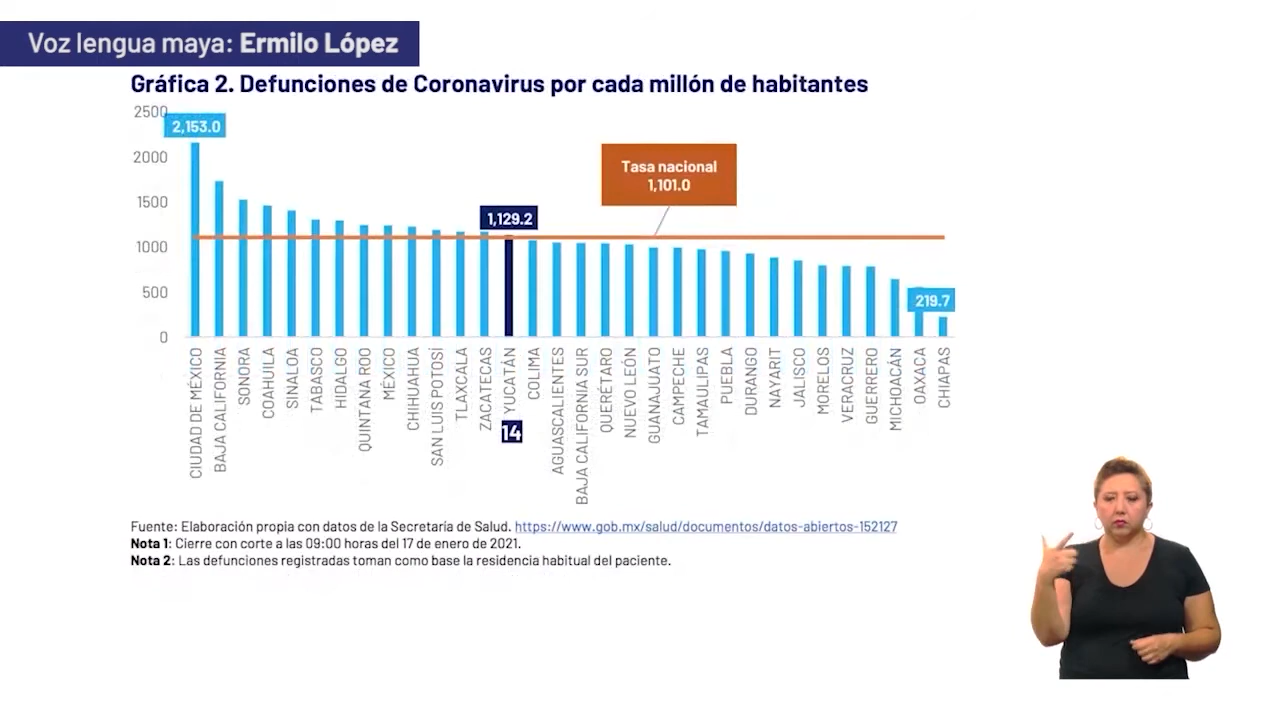 Voz lengua maya: Ermilo López
Gráfica 2. Defunciones de Coronavirus por cada millón de habitantes
2500
2,153.0
2000
Tasa nacional
1,101.0
1500
1,129.2
1000
500
219.7
0
CIUDAD DE MÉXICO
BAJA CALIFORNIA
SONORA
COAHUILA
SINALOA
TABASCO
HIDALGO
QUINTANA ROO
MÉXICO
CHIHUAHUA
SAN LUIS POTOSÍ
TLAXCALA
ZACATECAS
YUCATÁN
COLIMA
AGUASCALIENTES
BAJA CALIFORNIA SUR
QUERÉTARO
NUEVO LEÓN
GUANAJUATO
CAMPECHE
TAMAULIPAS
PUEBLA
DURANGO
NAYARIT
JALISCO
MORELOS
VERACRUZ
GUERRERO
MICHOACÁN
OAXACA
CHIAPAS
14
Fuente: Elaboración propia con datos de la Secretaría de Salud. https://www.gob.mx/salud/documentos/datos-abiertos-152127
Nota 1: Cierre con corte a las 09:00 horas del 17 de enero de 2021.
Nota 2: Las defunciones registradas toman como base la residencia habitual del paciente.